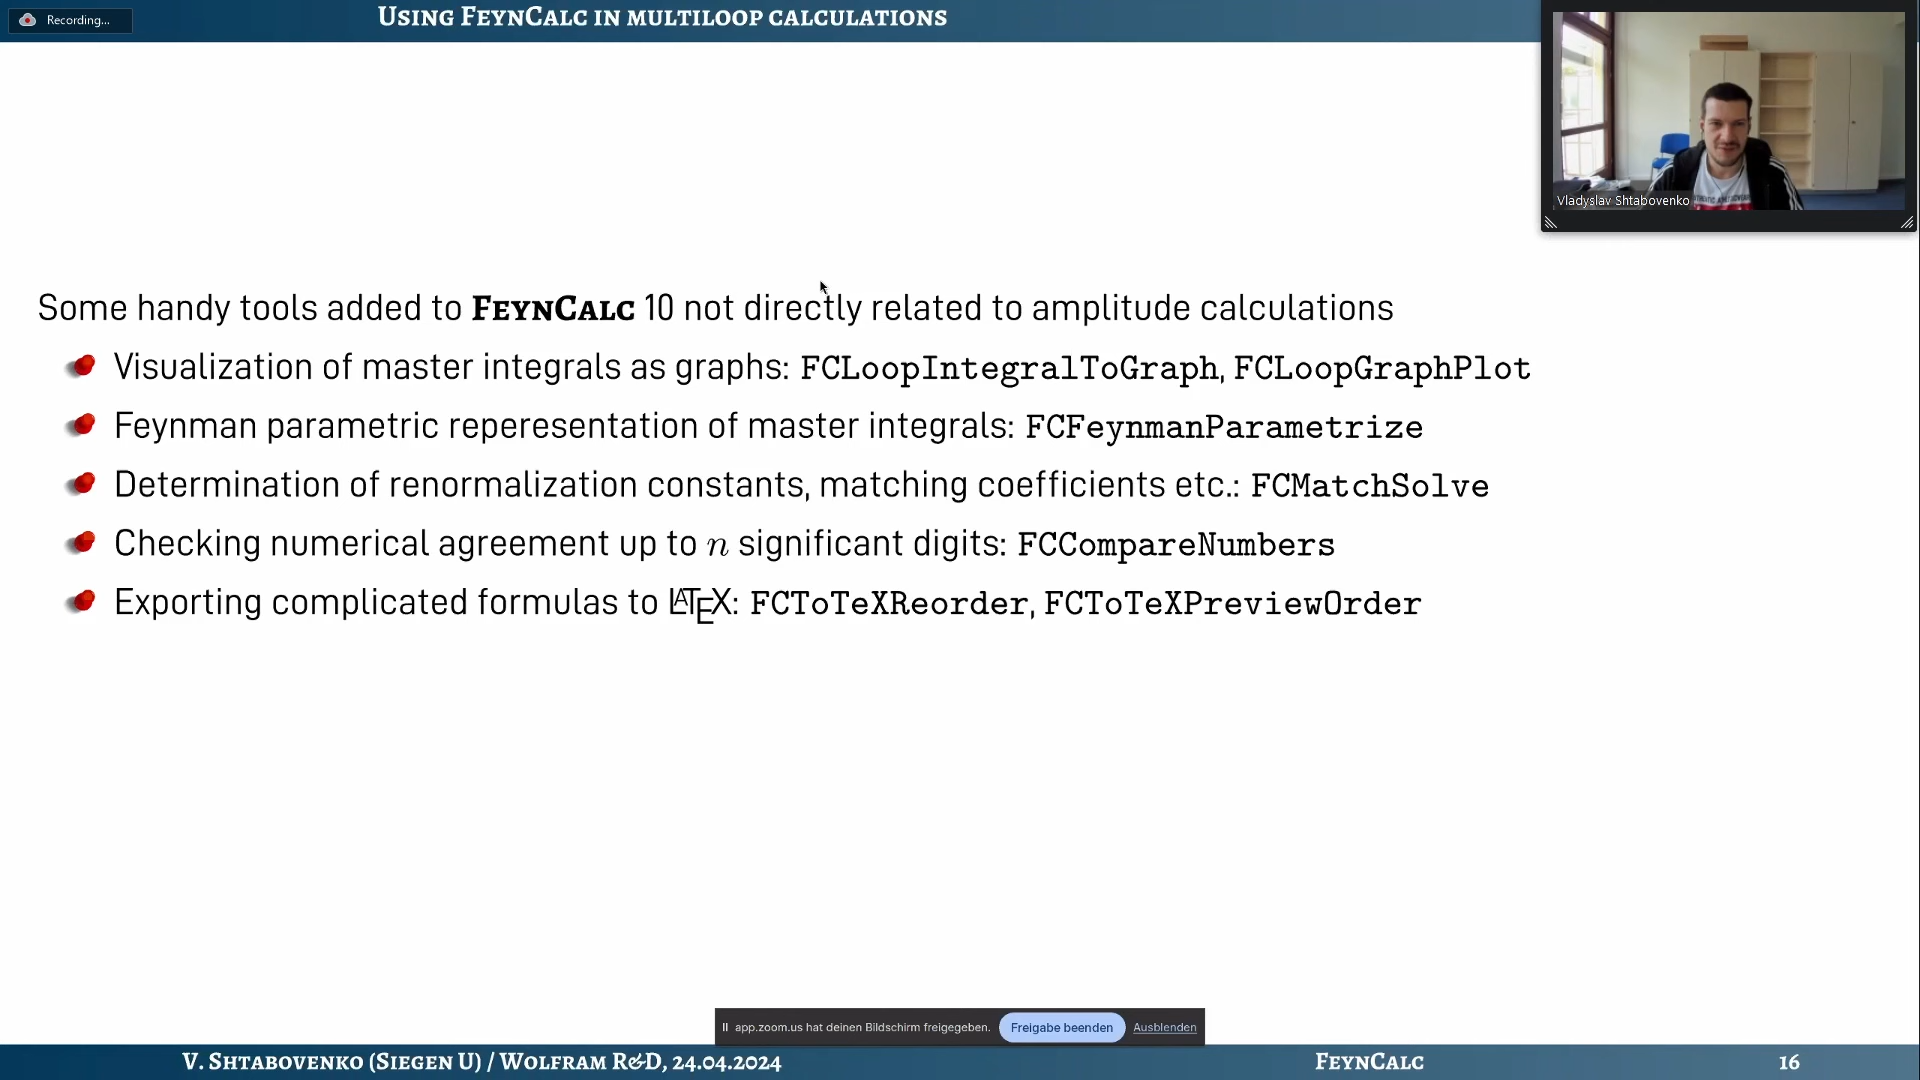 Recording...
Using FeynCalc in multiloop calculations
Vladyslav Shtabovenko
Some handy tools added to FeynCalc 10 not directly related to amplitude calculations
Visualization of master integrals as graphs: FCLoopIntegralToGraph, FCLoopGraphPlot
Feynman parametric reperesentation of master integrals: FCFeynmanParametrize
Determination of renormalization constants, matching coefficients etc.: FCMatchSolve
Checking numerical agreement up to n significant digits: FCCompareNumbers
Exporting complicated formulas to LATEX: FCToTeXReorder, FCToTeXPreviewOrder
app.zoom.us hat deinen Bildschirm freigegeben. Freigabe beenden Ausblenden
V. Shtabovenko (Siegen U) / Wolfram R&D, 24.04.2024 FeynCalc 16